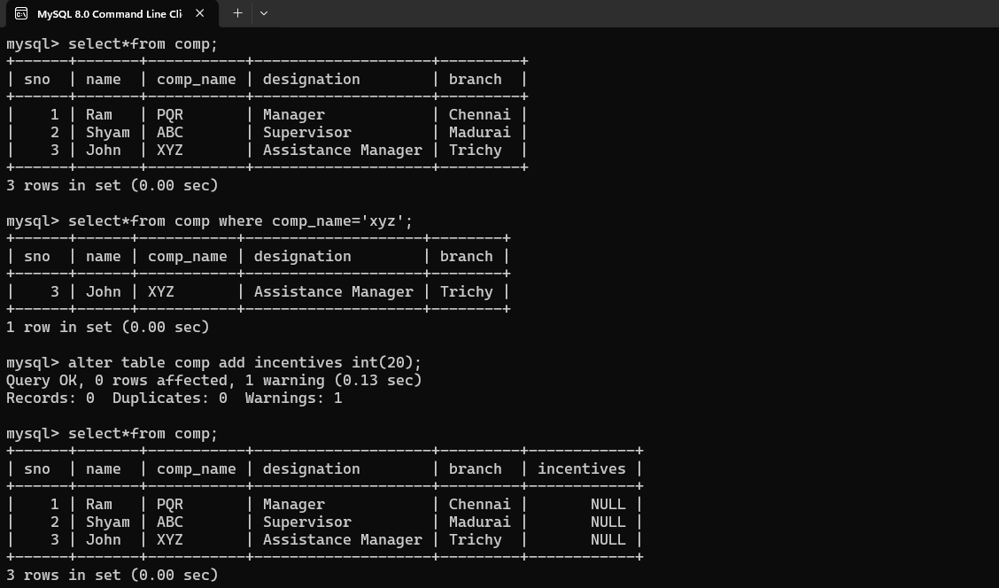 MySQL 8.0 Command Line Cli
mysql> select*from comp;
+------+-------+-----------+--------------------+---------+
| sno  | name  | comp_name | designation        | branch  |
+------+-------+-----------+--------------------+---------+
|    1 | Ram   | PQR       | Manager            | Chennai |
|    2 | Shyam | ABC       | Supervisor         | Madurai |
|    3 | John  | XYZ       | Assistance Manager | Trichy  |
+------+-------+-----------+--------------------+---------+
3 rows in set (0.00 sec)
mysql> select*from comp where comp_name='xyz';
+------+------+-----------+--------------------+--------+
| sno  | name | comp_name | designation        | branch |
+------+------+-----------+--------------------+--------+
|    3 | John | XYZ       | Assistance Manager | Trichy |
+------+------+-----------+--------------------+--------+
1 row in set (0.00 sec)
mysql> alter table comp add incentives int(20);
Query OK, 0 rows affected, 1 warning (0.13 sec)
Records: 0  Duplicates: 0  Warnings: 1
mysql> select*from comp;
+------+-------+-----------+--------------------+---------+------------+
| sno  | name  | comp_name | designation        | branch  | incentives |
+------+-------+-----------+--------------------+---------+------------+
|    1 | Ram   | PQR       | Manager            | Chennai |       NULL |
|    2 | Shyam | ABC       | Supervisor         | Madurai |       NULL |
|    3 | John  | XYZ       | Assistance Manager | Trichy  |       NULL |
+------+-------+-----------+--------------------+---------+------------+
3 rows in set (0.00 sec)